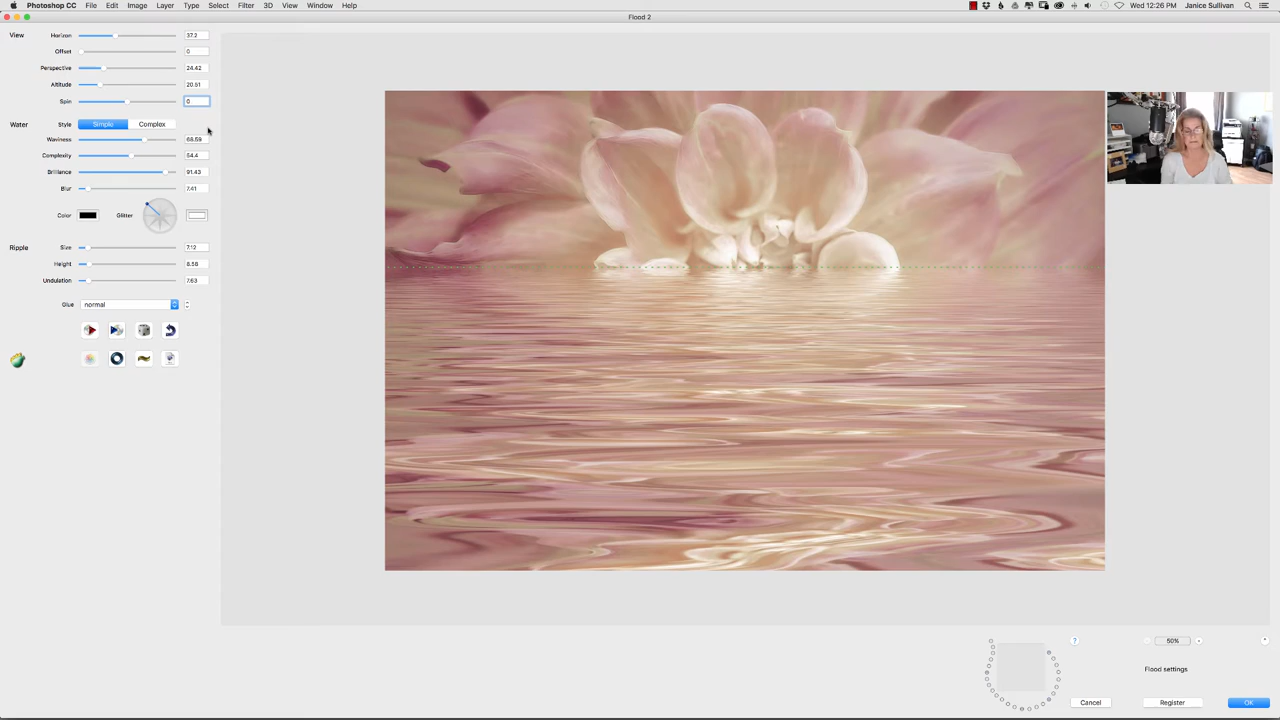 Photoshop CC File Edit Image Layer Type Select Filter 3D View Window Help Wed 12:26 PM Janice Sullivan
Flood 2
View Horizon 37.2
Offset 0
Perspective 24.42
Altitude 20.51
Spin 0
Water Style Simple Complex
Waviness 68.59
Complexity 54.4
Brilliance 91.43
Blur 7.41
Color Glitter
Ripple Size 7.12
Height 8.58
Undulation 7.63
Glue normal
? 50%
Flood settings
Cancel Register OK